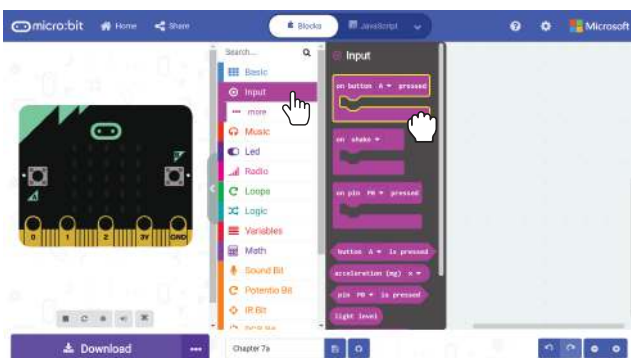 micro:bit Home Share Blocks JavaScript Microsoft
Search...
Basic
Input
more
Music
Led
Radio
Loops
Logic
Variables
Math
Sound Bit
Potentio Bit
IR Bit
Input
on button A pressed
on shake
on pin P0 pressed
button A is pressed
acceleration (mg) x
pin P0 is pressed
light level
A
B
0 1 2 3V GND
Download
Chapter 7a